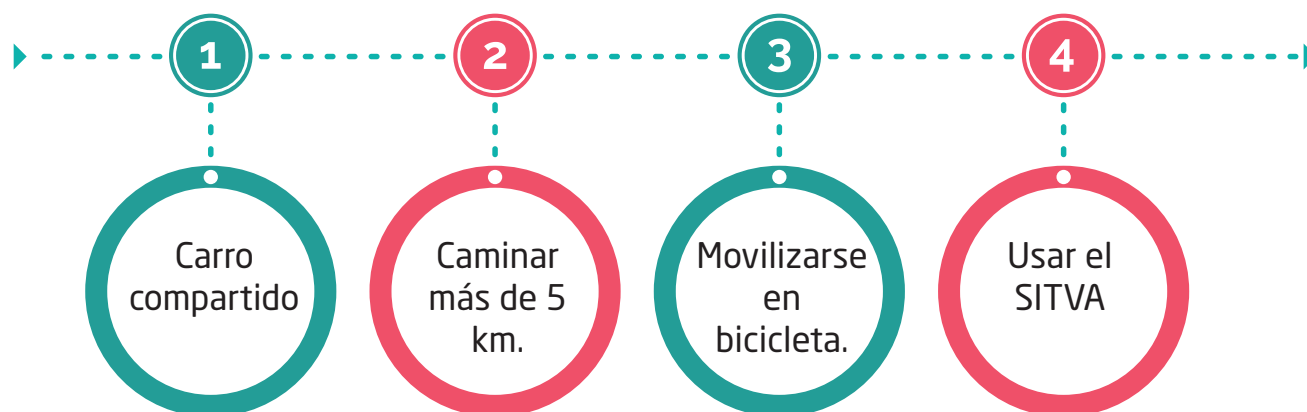 1
2
3
4
Carro
compartido
Caminar
más de 5
km.
Movilizarse
en
bicicleta.
Usar el
SITVA